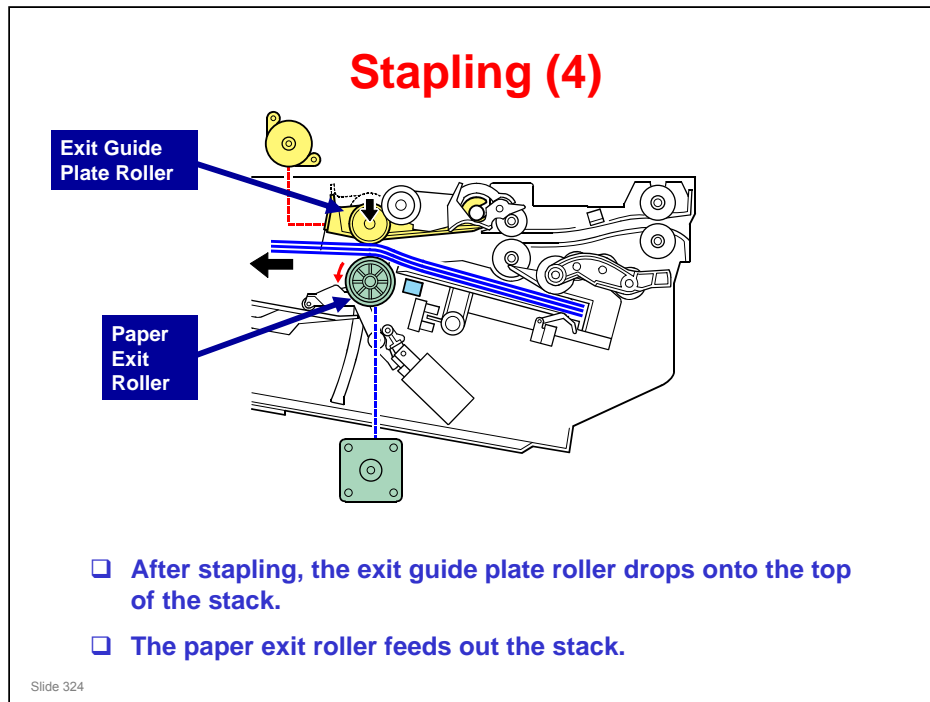 Stapling (4)
Exit Guide
Plate Roller
Paper
Exit
Roller
❑ After stapling, the exit guide plate roller drops onto the top
of the stack.
❑ The paper exit roller feeds out the stack.
Slide 324